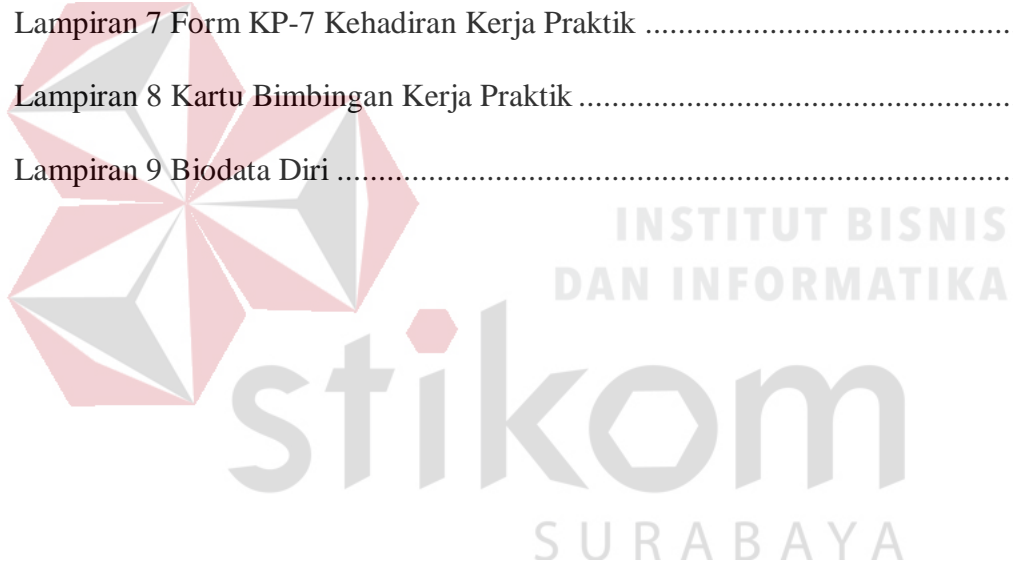 Lampiran 7 Form KP-7 Kehadiran Kerja Praktik .............................................
Lampiran 8 Kartu Bimbingan Kerja Praktik .....................................................
Lampiran 9 Biodata Diri ...................................................................................
INSTITUT BISNIS
DAN INFORMATIKA
stikom
SURABAYA